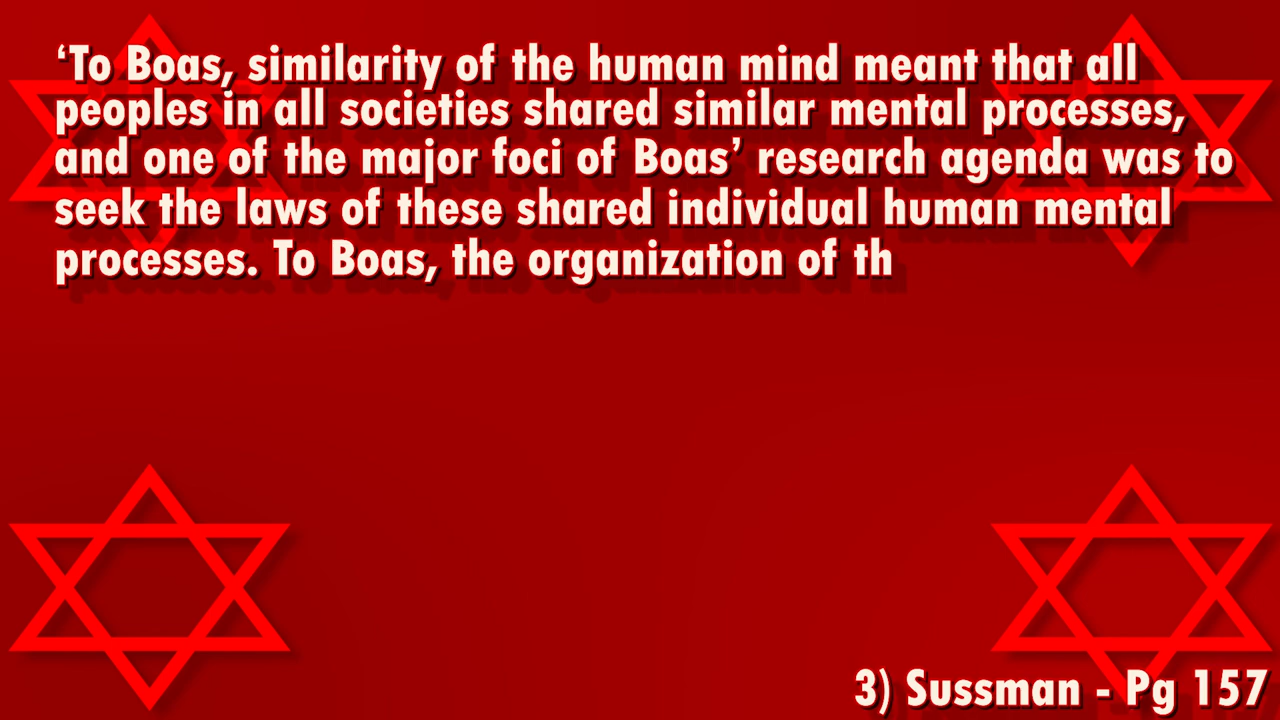 ‘To Boas, similarity of the human mind meant that all
peoples in all societies shared similar mental processes,
and one of the major foci of Boas’ research agenda was to
seek the laws of these shared individual human mental
processes. To Boas, the organization of th
3) Sussman - Pg 157